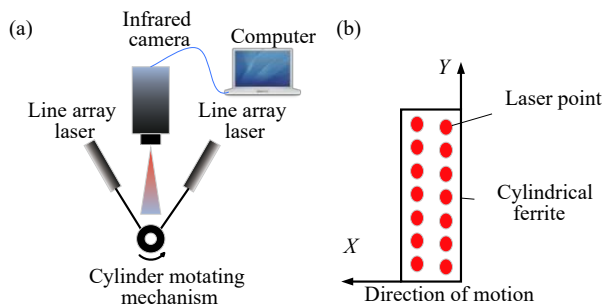 (a)
Infrared
camera
Computer
Line array
laser
Line array
laser
Cylinder motating
mechanism
(b)
Y
Laser point
Cylindrical
ferrite
X
Direction of motion